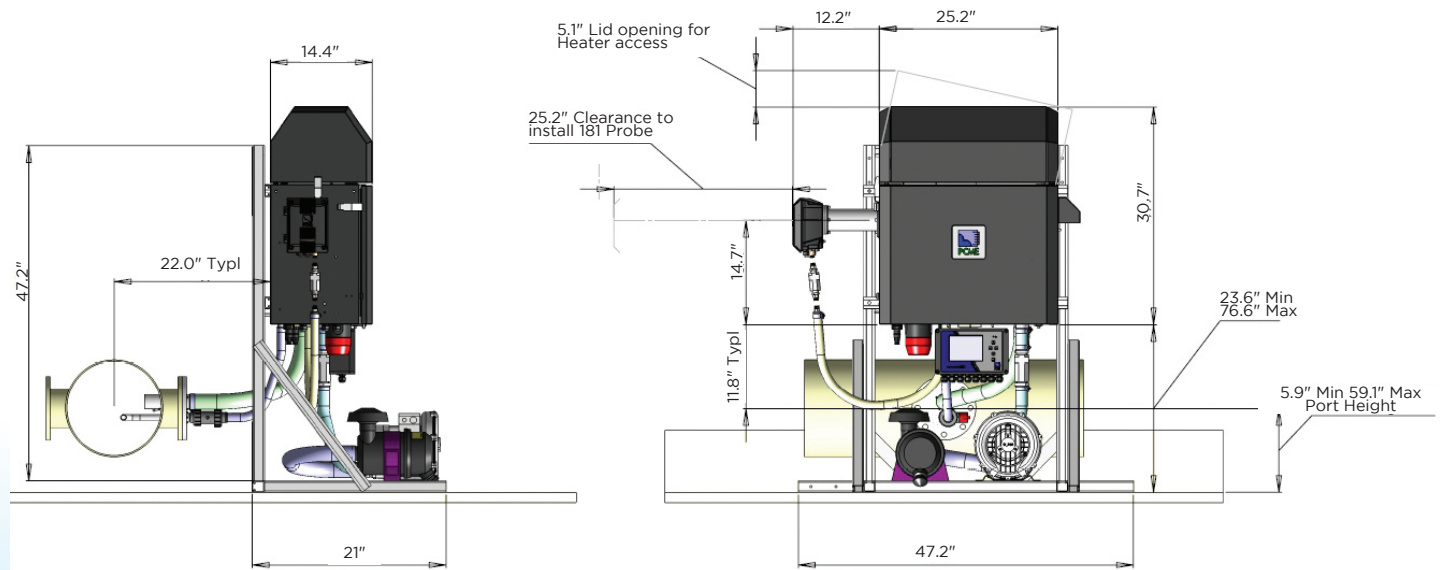 14.4"
47.2"
22.0" Typl
21"
5.1" Lid opening for
Heater access
12.2"
25.2"
25.2" Clearance to
install 181 Probe
14.7"
11.8" Typl
30.7"
PCME
23.6" Min
76.6" Max
5.9" Min 59.1" Max
Port Height
47.2"